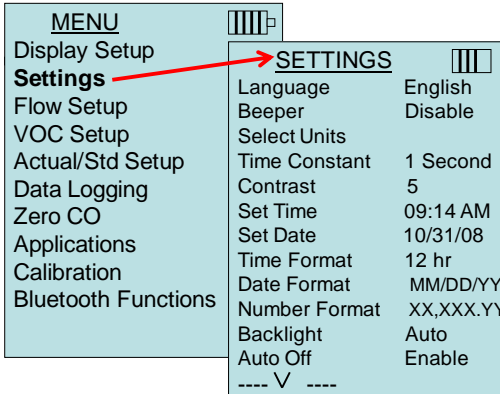 MENU
Display Setup
Settings
Flow Setup
VOC Setup
Actual/Std Setup
Data Logging
Zero CO
Applications
Calibration
Bluetooth Functions
SETTINGS
Language English
Beeper Disable
Select Units
Time Constant 1 Second
Contrast 5
Set Time 09:14 AM
Set Date 10/31/08
Time Format 12 hr
Date Format MM/DD/YY
Number Format XX,XXX.YY
Backlight Auto
Auto Off Enable
---- V ----